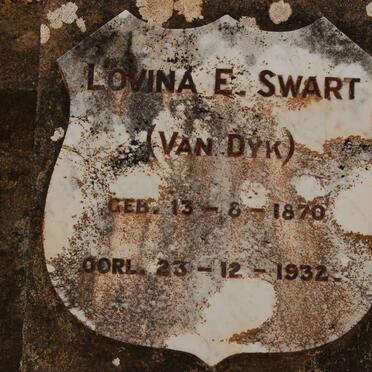 LOVINA E. SWART
(VAN DYK)
GEB. 13 – 8 – 1870
OORL. 23 – 12 – 1932.